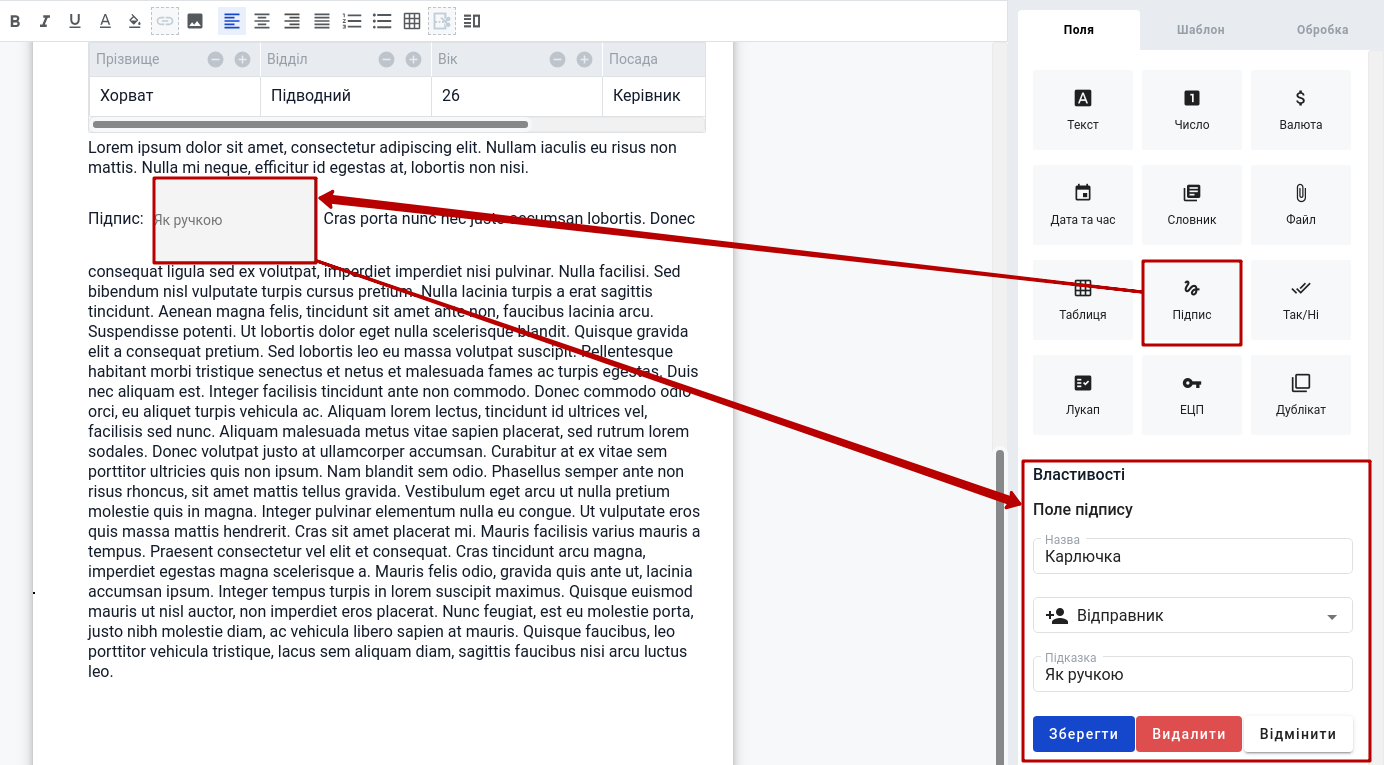 B I U A
Прізвище Відділ Вік Посада
Хорват Підводний 26 Керівник
Lorem ipsum dolor sit amet, consectetur adipiscing elit. Nullam iaculis eu risus non
mattis. Nulla mi neque, efficitur id egestas at, lobortis non nisi.
Підпис: Як ручкою Cras porta nunc nec justo accumsan lobortis. Donec
consequat ligula sed ex volutpat, imperdiet imperdiet nisi pulvinar. Nulla facilisi. Sed
bibendum nisl vulputate turpis cursus pretium. Nulla lacinia turpis a erat sagittis
tincidunt. Aenean magna felis, tincidunt sit amet ante non, faucibus lacinia arcu.
Suspendisse potenti. Ut lobortis dolor eget nulla scelerisque blandit. Quisque gravida
elit a consequat pretium. Sed lobortis leo eu massa volutpat suscipit. Pellentesque
habitant morbi tristique senectus et netus et malesuada fames ac turpis egestas. Duis
nec aliquam est. Integer facilisis tincidunt ante non commodo. Donec commodo odio
orci, eu aliquet turpis vehicula ac. Aliquam lorem lectus, tincidunt id ultrices vel,
facilisis sed nunc. Aliquam malesuada metus vitae sapien placerat, sed rutrum lorem
sodales. Donec volutpat justo at ullamcorper accumsan. Curabitur at ex vitae sem
porttitor ultricies quis non ipsum. Nam blandit sem odio. Phasellus semper ante non
risus rhoncus, sit amet mattis tellus gravida. Vestibulum eget arcu ut nulla pretium
molestie quis in magna. Integer pulvinar elementum nulla eu congue. Ut vulputate eros
quis massa mattis hendrerit. Cras sit amet placerat mi. Mauris facilisis varius mauris a
tempus. Praesent consectetur vel elit et consequat. Cras tincidunt arcu magna,
imperdiet egestas magna scelerisque a. Mauris felis odio, gravida quis ante ut, lacinia
accumsan ipsum. Integer tempus turpis in lorem suscipit maximus. Quisque euismod
mauris ut nisl auctor, non imperdiet eros placerat. Nunc feugiat, est eu molestie porta,
justo nibh molestie diam, ac vehicula libero sapien at mauris. Quisque faucibus, leo
porttitor vehicula tristique, lacus sem aliquam diam, sagittis faucibus nisi arcu luctus
leo.
Поля Шаблон Обробка
Текст Число Валюта
Дата та час Словник Файл
Таблиця Підпис Так/Ні
Лукап ЕЦП Дублікат
Властивості
Поле підпису
Назва
Карлючка
Відправник
Підказка
Як ручкою
Зберегти Видалити Відмінити